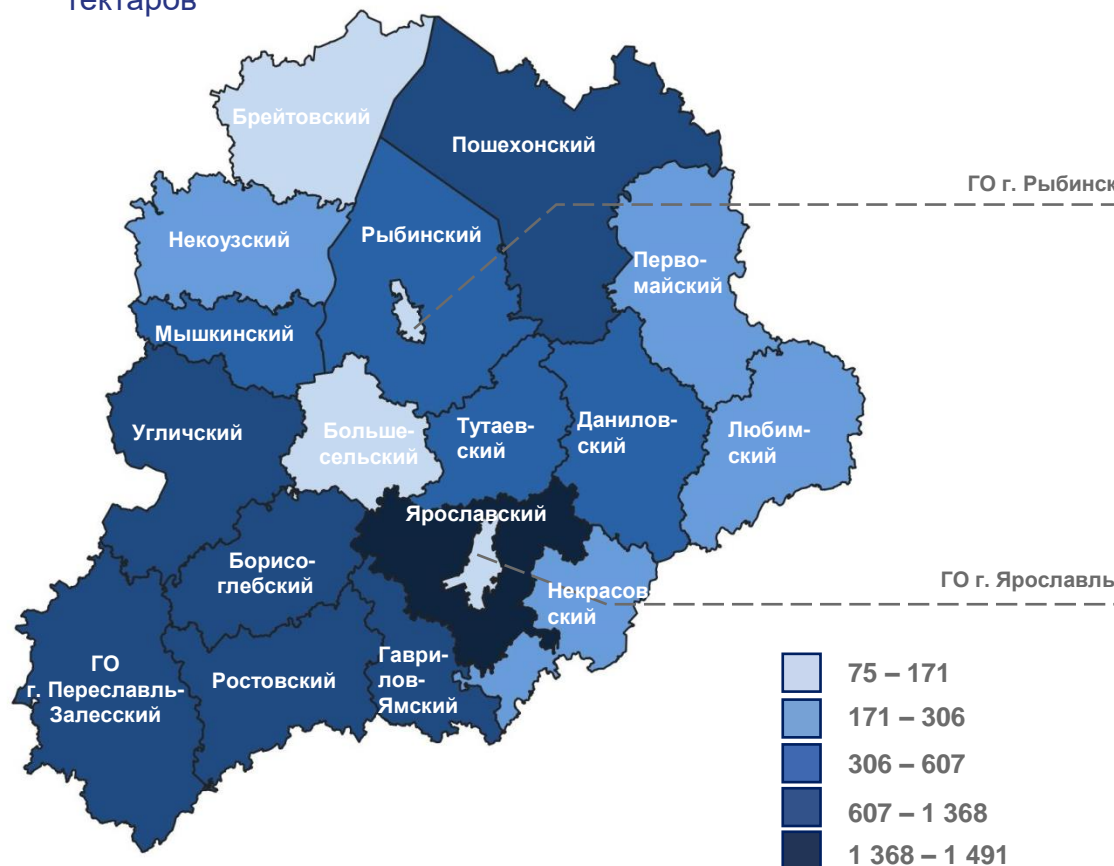 гектаров
Брейтовский
Пошехонский
ГО г. Рыбинск
Некоузский
Рыбинский
Перво-
майский
Мышкинский
Угличский
Больше-
сельский
Тутаев-
ский
Данилов-
ский
Любим-
ский
Ярославский
Борисо-
глебский
ГО г. Ярославль
Некрасов
ский
ГО
г. Переславль-
Залесский
Ростовский
Гаври-
лов-
Ямский
75 – 171
171 – 306
306 – 607
607 – 1 368
1 368 – 1 491